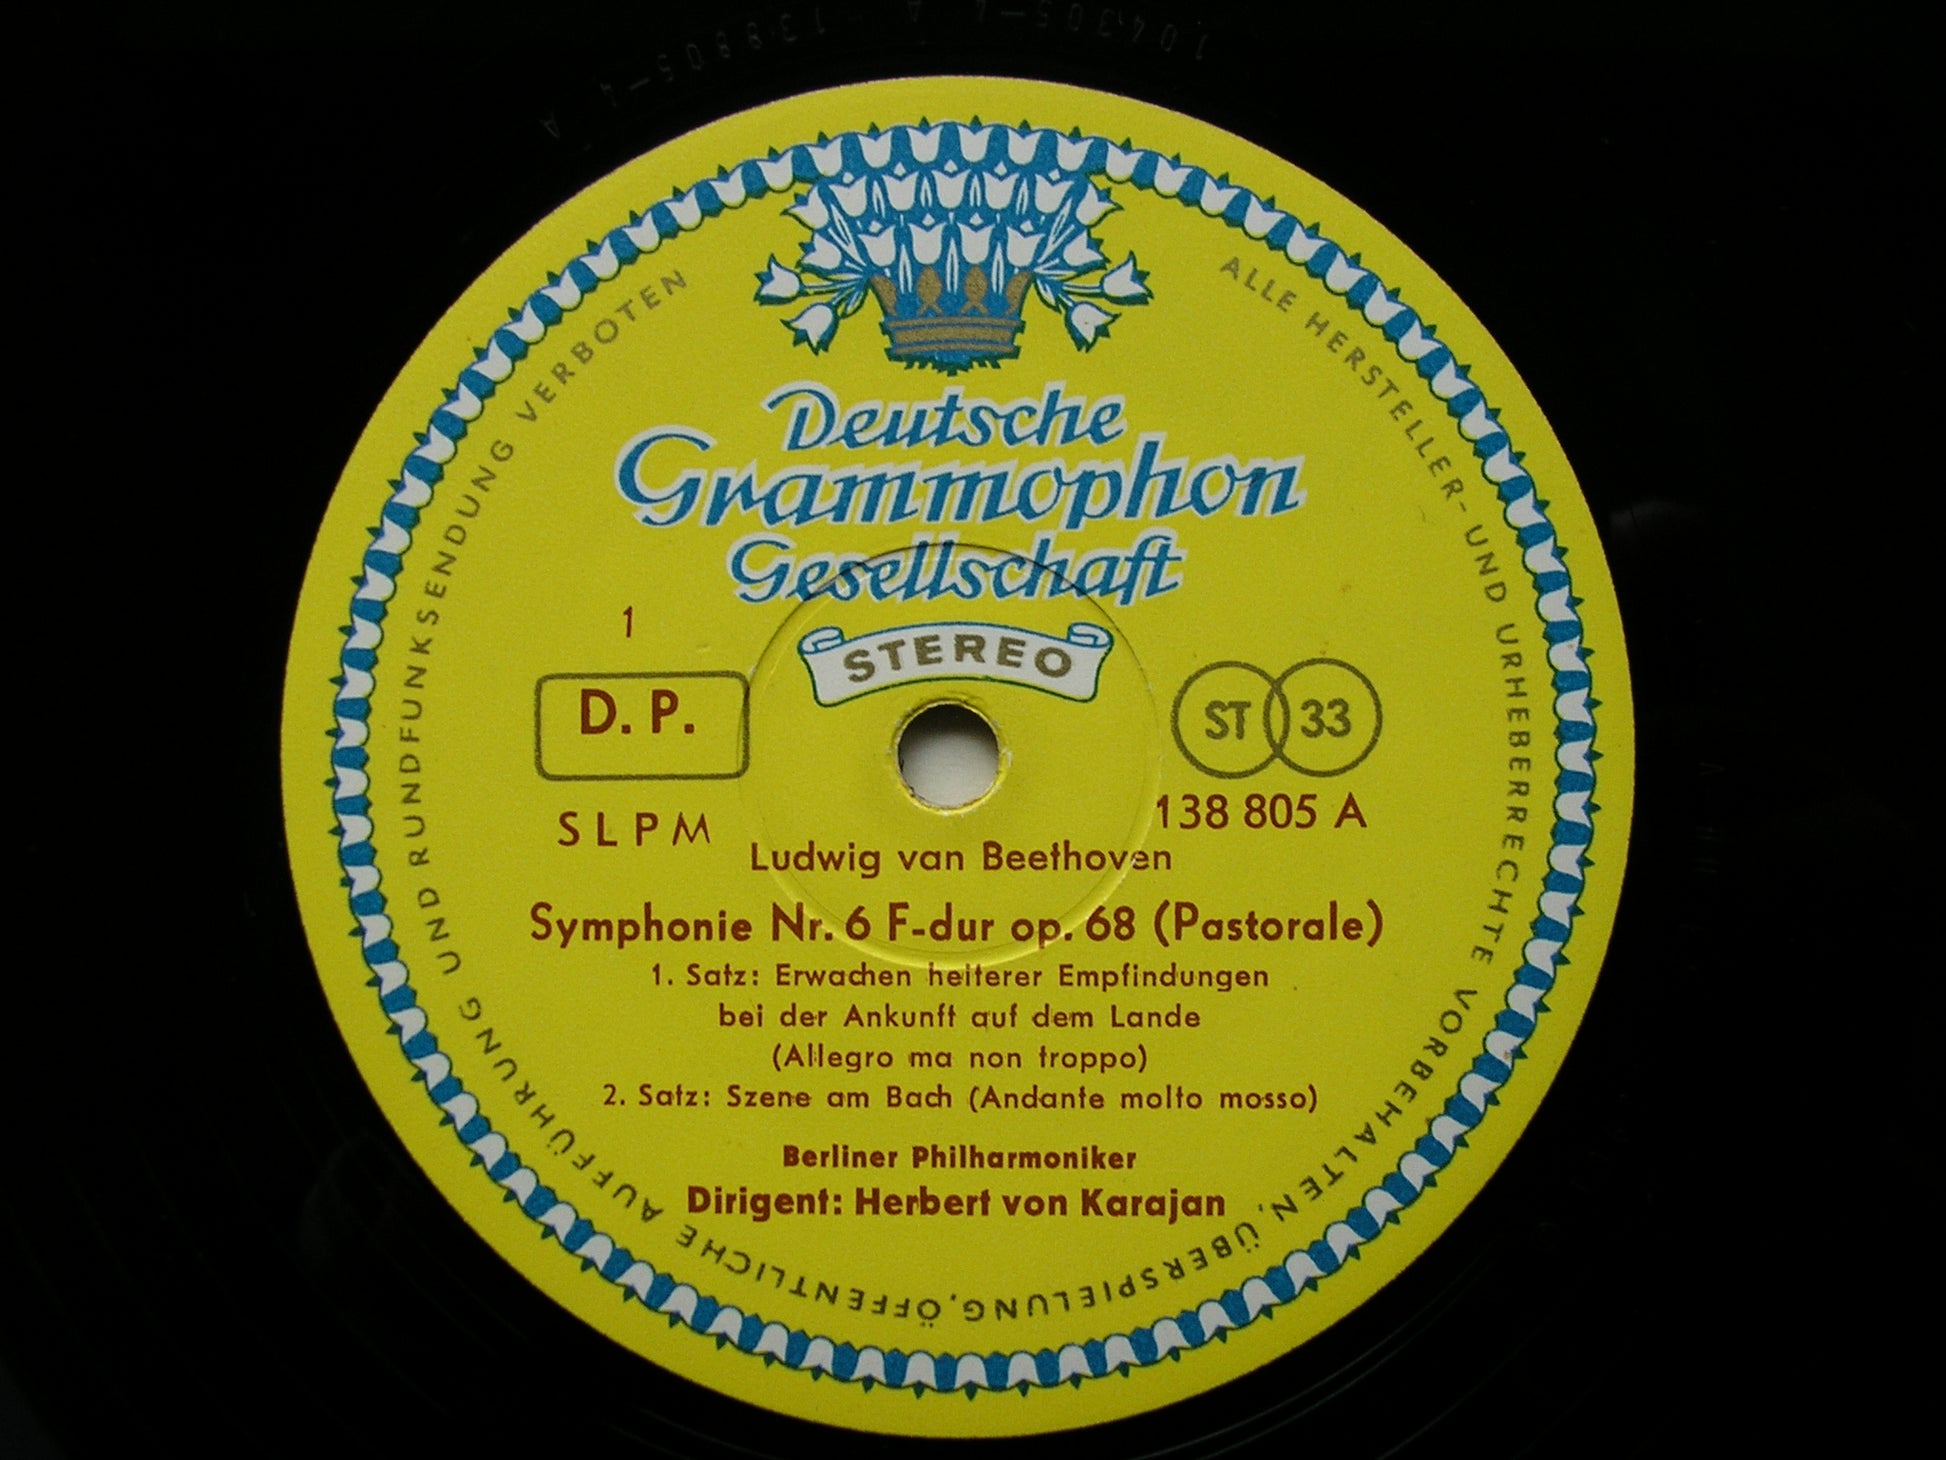 Deutsche
Grammophon
Gesellschaft
STEREO
1
D. P.
ST 33
SLPM
138 805 A
Ludwig van Beethoven
Symphonie Nr. 6 F-dur op. 68 (Pastorale)
1. Satz: Erwachen heiterer Empfindungen
bei der Ankunft auf dem Lande
(Allegro ma non troppo)
2. Satz: Szene am Bach (Andante molto mosso)
Berliner Philharmoniker
Dirigent: Herbert von Karajan
ALLE HERSTELLER- UND URHEBERRECHTE VORBEHALTEN, ÜBERSPIELUNG, ÖFFENTLICHE AUFFÜHRUNG UND RUNDFUNKSENDUNG VERBOTEN